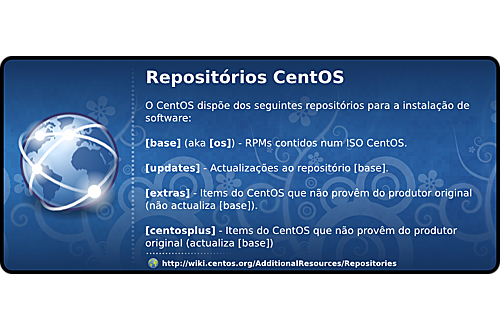 Repositórios CentOS
O CentOS dispõe dos seguintes repositórios para a instalação de
software:
[base] (aka [os]) - RPMs contidos num ISO CentOS.
[updates] - Actualizações ao repositório [base].
[extras] - Items do CentOS que não provêm do produtor original
(não actualiza [base]).
[centosplus] - Items do CentOS que não provêm do produtor
original (actualiza [base])
http://wiki.centos.org/AdditionalResources/Repositories